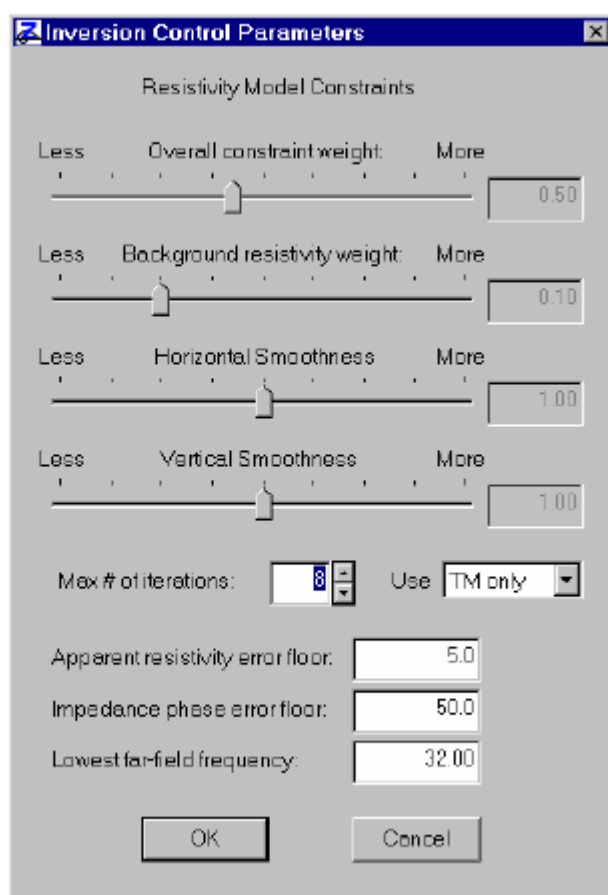 Inversion Control Parameters
Resistivity Model Constraints
Less Overall constraint weight: More
0.50
Less Background resistivity weight: More
0.10
Less Horizontal Smoothness More
1.00
Less Vertical Smoothness More
1.00
Max # of iterations: 8 Use TM only
Apparent resistivity error floor: 5.0
Impedance phase error floor: 50.0
Lowest far-field frequency: 32.00
OK Cancel